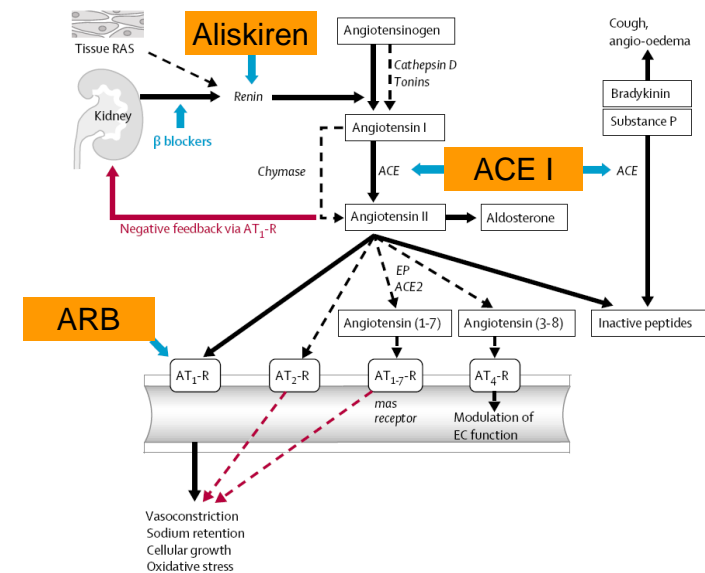 Tissue RAS
Aliskiren
Angiotensinogen
Cough,
angio-oedema
Cathepsin D
Tonins
Kidney
Renin
Bradykinin
Substance P
β blockers
Angiotensin I
Chymase
ACE
ACE I
ACE
Negative feedback via AT1-R
Angiotensin II
Aldosterone
EP
ACE2
ARB
Angiotensin (1-7)
Angiotensin (3-8)
Inactive peptides
AT1-R
AT2-R
AT1-7-R
AT4-R
mas
receptor
Modulation of
EC function
Vasoconstriction
Sodium retention
Cellular growth
Oxidative stress